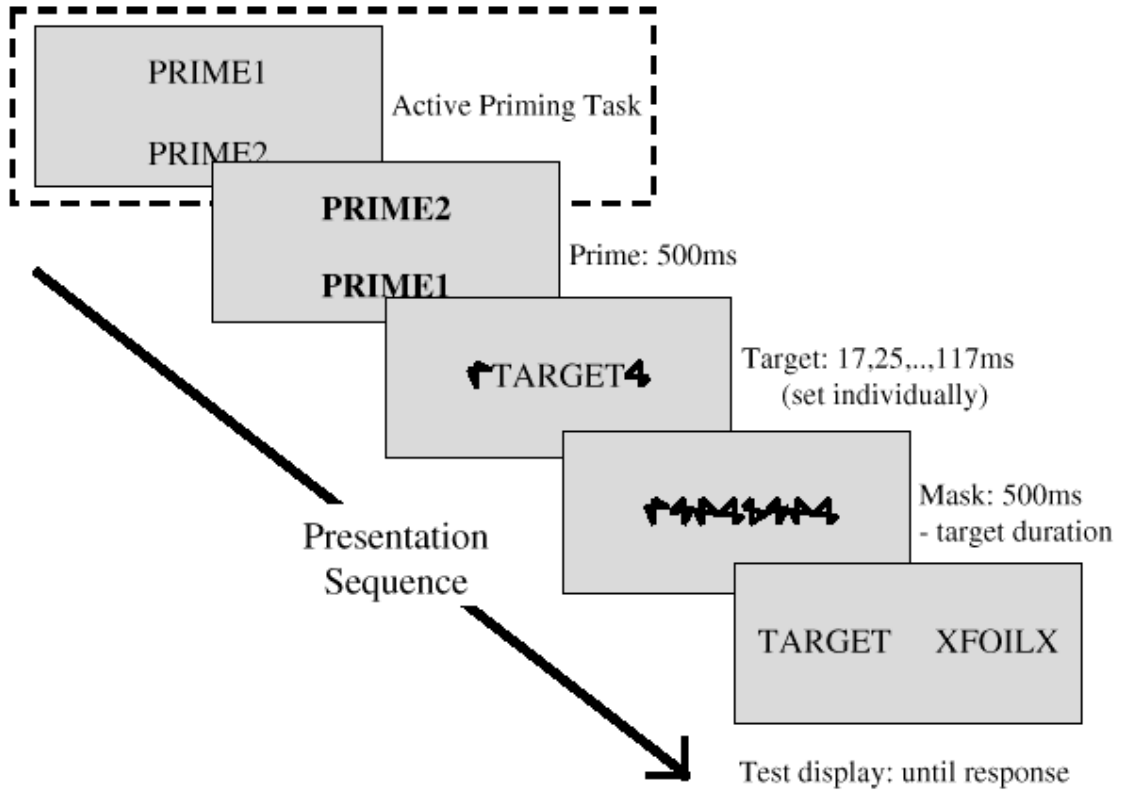 PRIME1
Active Priming Task
PRIME2
PRIME2
Prime: 500ms
PRIME1
TARGET
Target: 17,25,..,117ms
(set individually)
Mask: 500ms
- target duration
Presentation
Sequence
TARGET XFOILX
Test display: until response